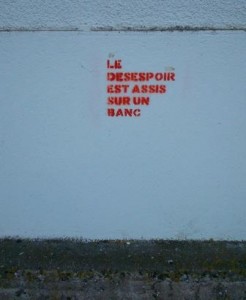 LE
DESESPOIR
EST ASSIS
SUR UN
BANC